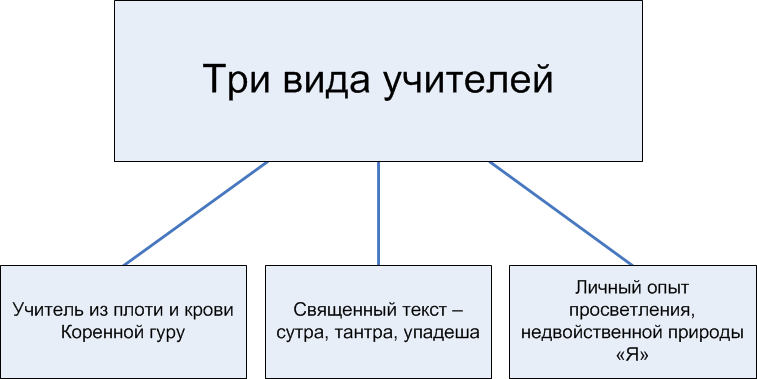 Три вида учителей
Учитель из плоти и крови
Коренной гуру
Священный текст –
сутра, тантра, упадеша
Личный опыт
просветления,
недвойственной природы
«Я»